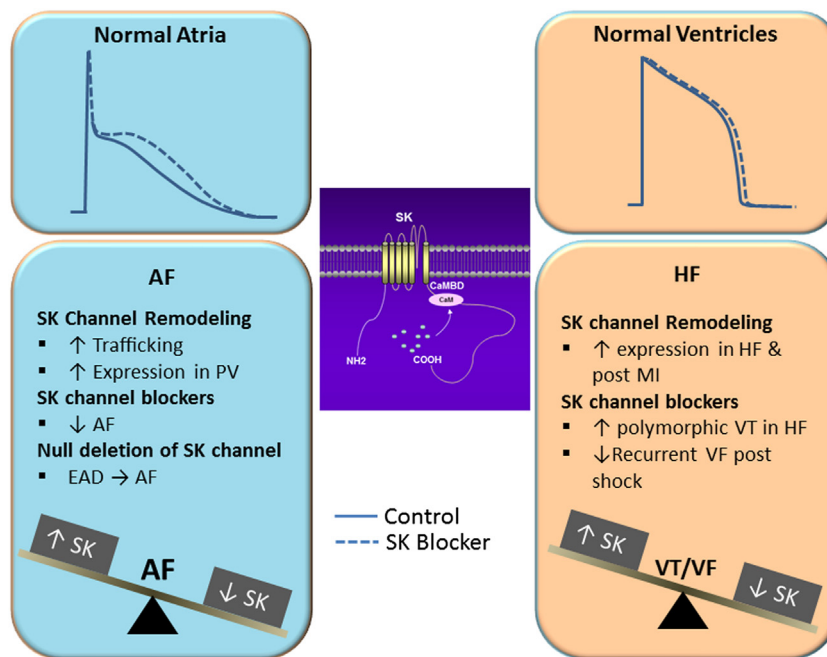 Normal Atria
Normal Ventricles
SK
CaMBD
CaM
NH2
COOH
AF
SK Channel Remodeling
▪ ↑ Trafficking
▪ ↑ Expression in PV
SK channel blockers
▪ ↓ AF
Null deletion of SK channel
▪ EAD → AF
↑ SK
AF
↓ SK
Control
SK Blocker
HF
SK channel Remodeling
▪ ↑ expression in HF &
post MI
SK channel blockers
▪ ↑ polymorphic VT in HF
▪ ↓Recurrent VF post
shock
↑ SK
VT/VF
↓ SK